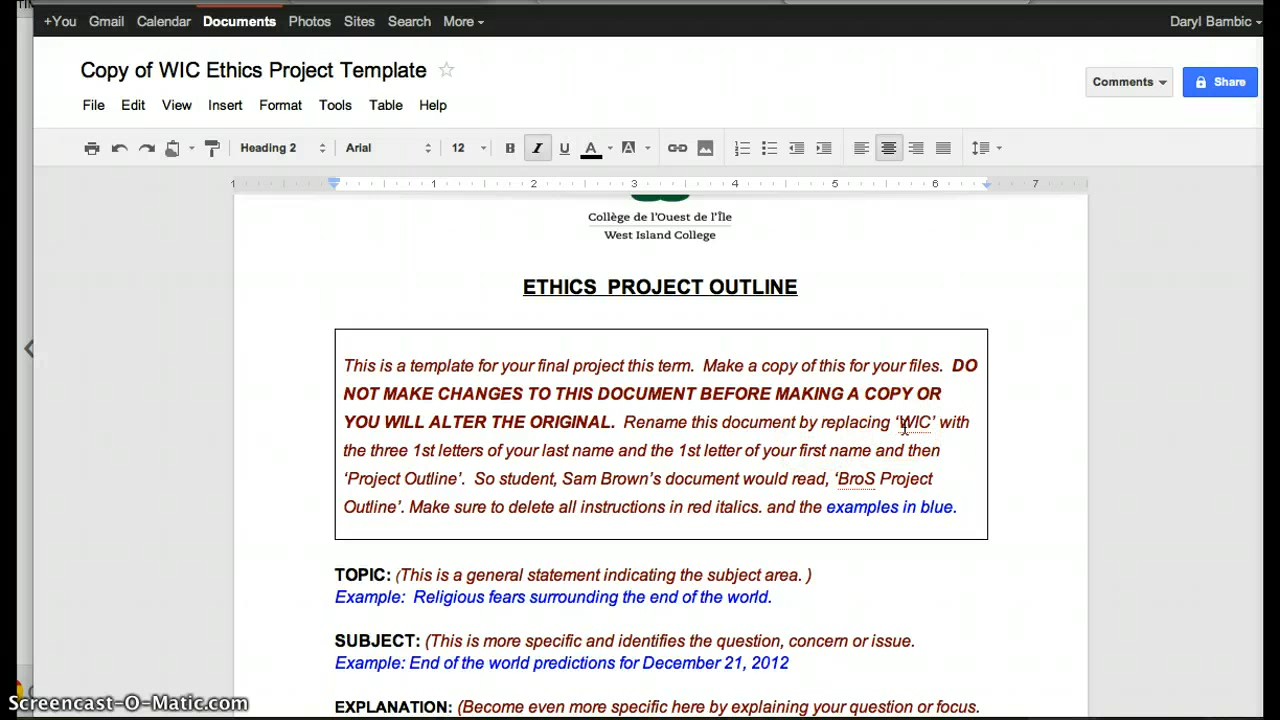 +You Gmail Calendar Documents Photos Sites Search More Daryl Bambic
Copy of WIC Ethics Project Template
Comments Share
File Edit View Insert Format Tools Table Help
Heading 2 Arial 12 B I U A A
1 1 2 3 4 5 6 7
Collège de l'Ouest de l'Île
West Island College
ETHICS PROJECT OUTLINE
This is a template for your final project this term. Make a copy of this for your files. DO
NOT MAKE CHANGES TO THIS DOCUMENT BEFORE MAKING A COPY OR
YOU WILL ALTER THE ORIGINAL. Rename this document by replacing ‘WIC’ with
the three 1st letters of your last name and the 1st letter of your first name and then
‘Project Outline’. So student, Sam Brown’s document would read, ‘BroS Project
Outline’. Make sure to delete all instructions in red italics. and the examples in blue.
TOPIC: (This is a general statement indicating the subject area. )
Example: Religious fears surrounding the end of the world.
SUBJECT: (This is more specific and identifies the question, concern or issue.
Example: End of the world predictions for December 21, 2012
EXPLANATION: (Become even more specific here by explaining your question or focus.
Screencast-O-Matic.com